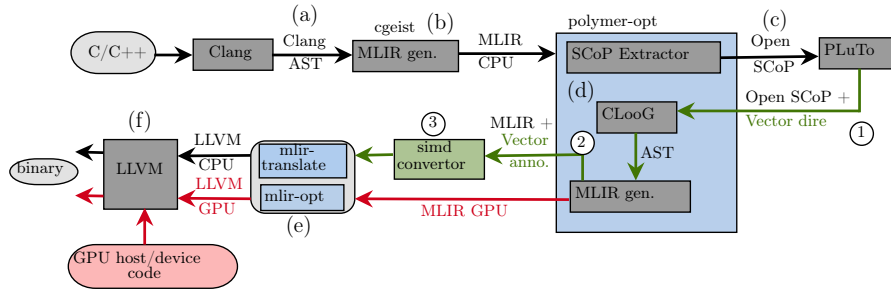 (a)
cgeist
(b)
polymer-opt
(c)
C/C++
Clang
Clang
AST
MLIR gen.
MLIR
CPU
SCoP Extractor
Open
SCoP
PLuTo
(d)
CLooG
Open SCoP +
Vector dire
1
(f)
LLVM
CPU
mlir-
translate
3
simd
convertor
MLIR +
Vector
anno.
2
AST
binary
LLVM
LLVM
GPU
mlir-opt
MLIR GPU
MLIR gen.
(e)
GPU host/device
code